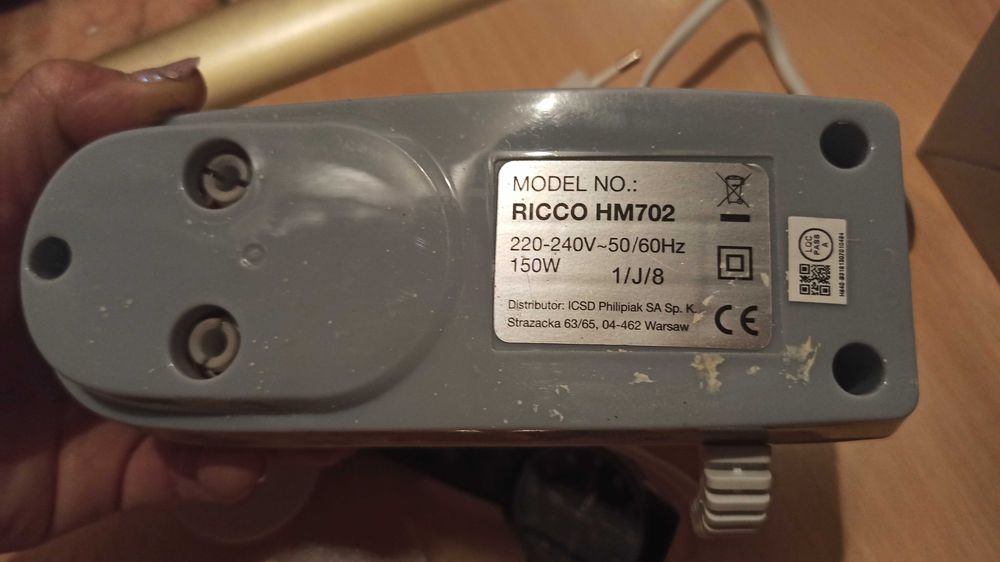 MODEL NO.:
RICCO HM702
220-240V~50/60Hz
150W
1/J/8
Distributor: ICSD Philipiak SA Sp. K.
Strazacka 63/65, 04-462 Warsaw
CE
LOC
PASS
A